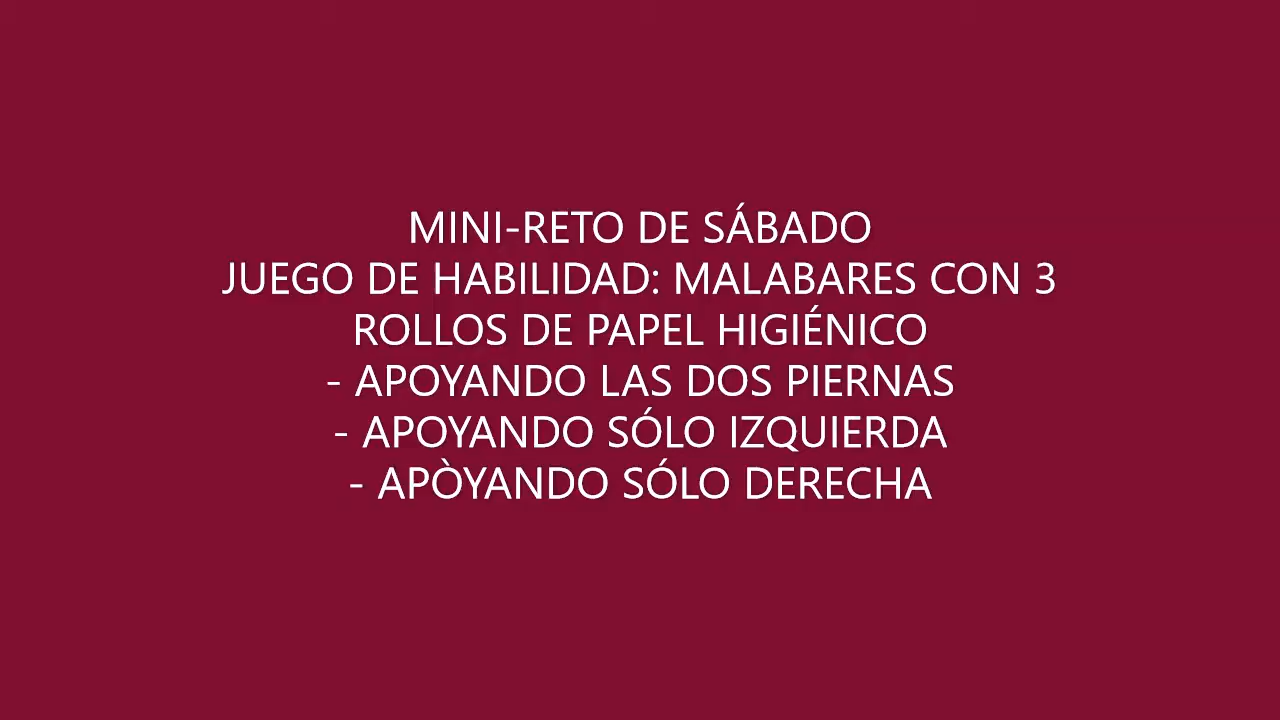 MINI-RETO DE SÁBADO
JUEGO DE HABILIDAD: MALABARES CON 3
ROLLOS DE PAPEL HIGIÉNICO
- APOYANDO LAS DOS PIERNAS
- APOYANDO SÓLO IZQUIERDA
- APÒYANDO SÓLO DERECHA